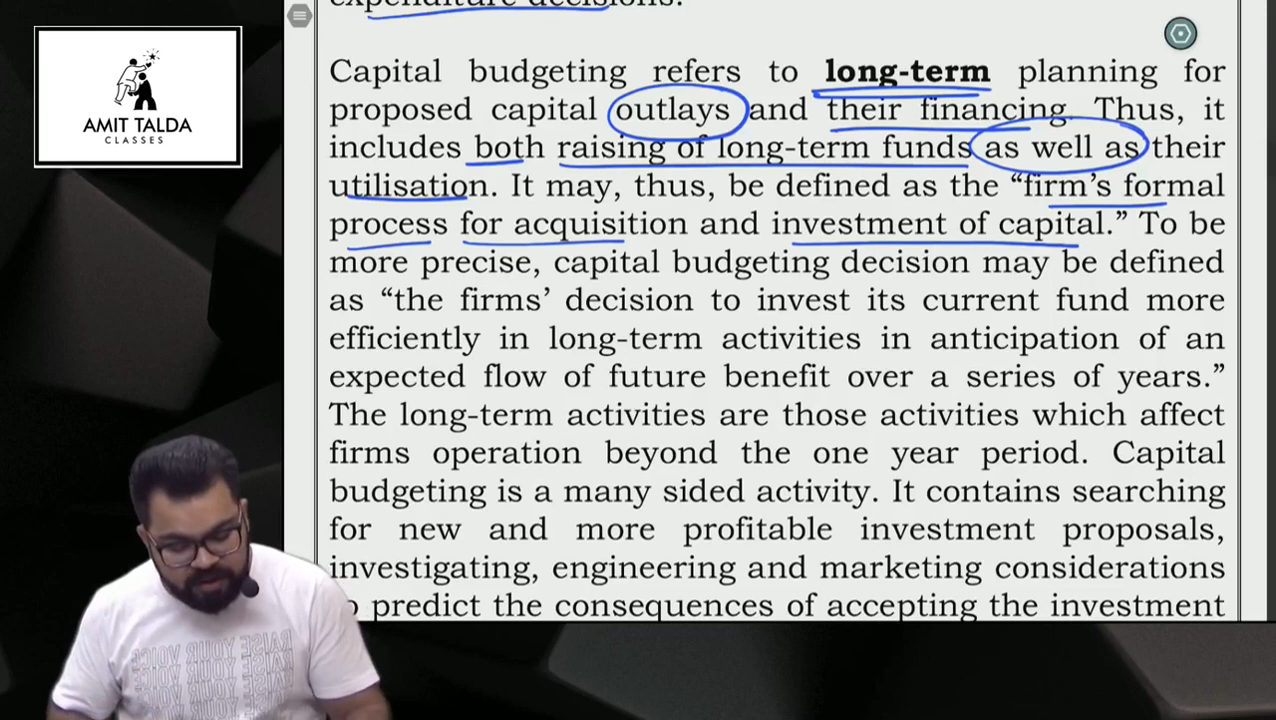 expenditure decisions.
AMIT TALDA
CLASSES
Capital budgeting refers to long-term planning for
proposed capital outlays and their financing. Thus, it
includes both raising of long-term funds as well as their
utilisation. It may, thus, be defined as the “firm’s formal
process for acquisition and investment of capital.” To be
more precise, capital budgeting decision may be defined
as “the firms’ decision to invest its current fund more
efficiently in long-term activities in anticipation of an
expected flow of future benefit over a series of years.”
The long-term activities are those activities which affect
firms operation beyond the one year period. Capital
budgeting is a many sided activity. It contains searching
for new and more profitable investment proposals,
investigating, engineering and marketing considerations
predict the consequences of accepting the investment